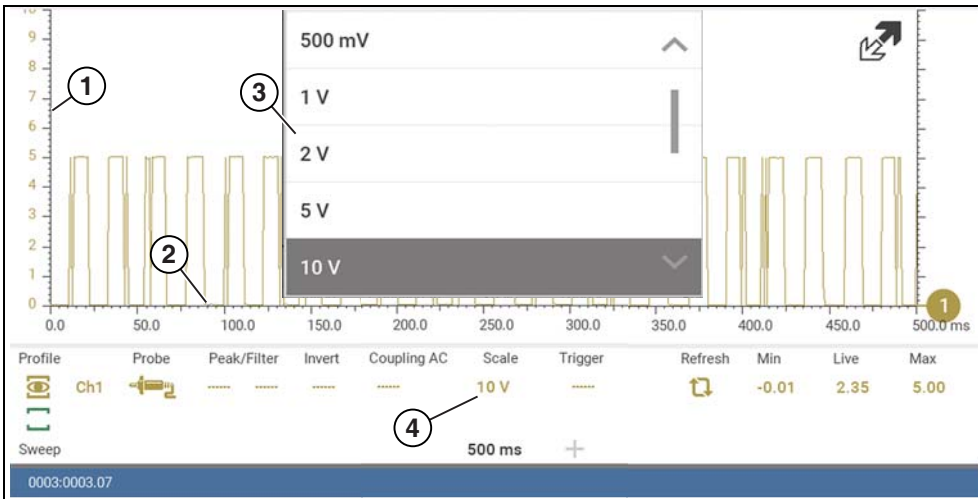 10
9
8
7
6
5
4
3
2
1
0
1
2
3
4
500 mV
1 V
2 V
5 V
10 V
1
0.0 50.0 100.0 150.0 200.0 250.0 300.0 350.0 400.0 450.0 500.0 ms
Profile Probe Peak/Filter Invert Coupling AC Scale Trigger Refresh Min Live Max
Ch1 ------ ------ ------ ------ 10 V ------ -0.01 2.35 5.00
Sweep 500 ms +
0003:0003.07